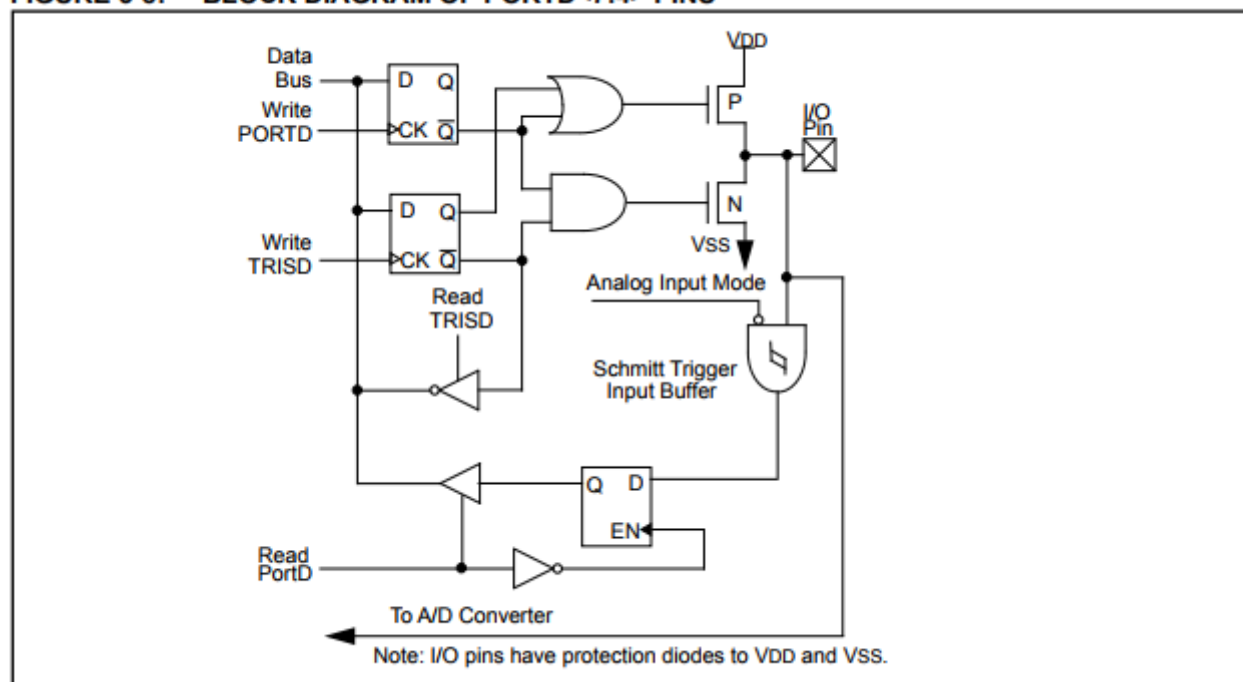 VDD
Data
Bus
D Q
Write
PORTD
CK Q̅
P
I/O
Pin
D Q
N
Write
TRISD
CK Q̅
VSS
Analog Input Mode
Read
TRISD
Schmitt Trigger
Input Buffer
Q D
EN
Read
PortD
To A/D Converter
Note: I/O pins have protection diodes to VDD and VSS.